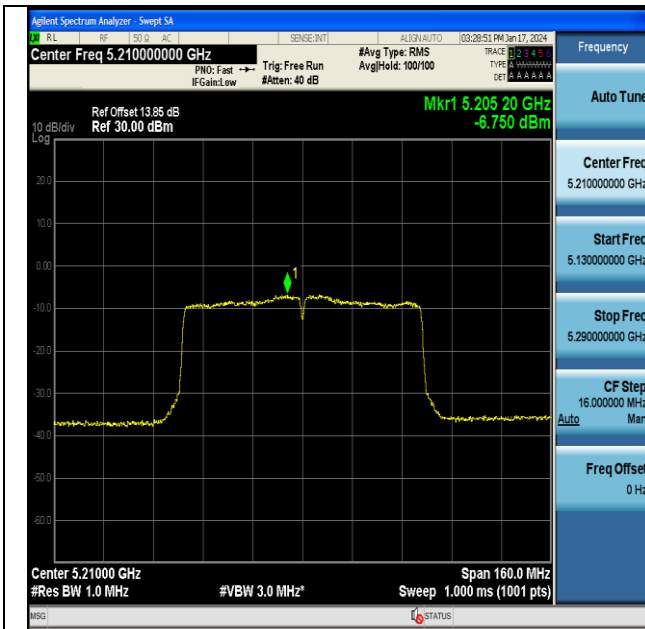 Agilent Spectrum Analyzer - Swept SA
LXI RL RF 50 Ω AC SENSE:INT ALIGN AUTO 03:28:51 PM Jan 17, 2024
Center Freq 5.210000000 GHz
PNO: Fast
IFGain:Low
Trig: Free Run
#Atten: 40 dB
#Avg Type: RMS
Avg|Hold: 100/100
TRACE 1 2 3 4 5 6
TYPE A
DET A A A A A A
Frequency
Mkr1 5.205 20 GHz
-6.750 dBm
Ref Offset 13.85 dB
10 dB/div Ref 30.00 dBm
Log
20.0
10.0
0.00
-10.0
-20.0
-30.0
-40.0
-50.0
-60.0
1
Center 5.21000 GHz Span 160.0 MHz
#Res BW 1.0 MHz #VBW 3.0 MHz* Sweep 1.000 ms (1001 pts)
Auto Tune
Center Freq
5.210000000 GHz
Start Freq
5.130000000 GHz
Stop Freq
5.290000000 GHz
CF Step
16.000000 MHz
Auto Man
Freq Offset
0 Hz
MSG STATUS